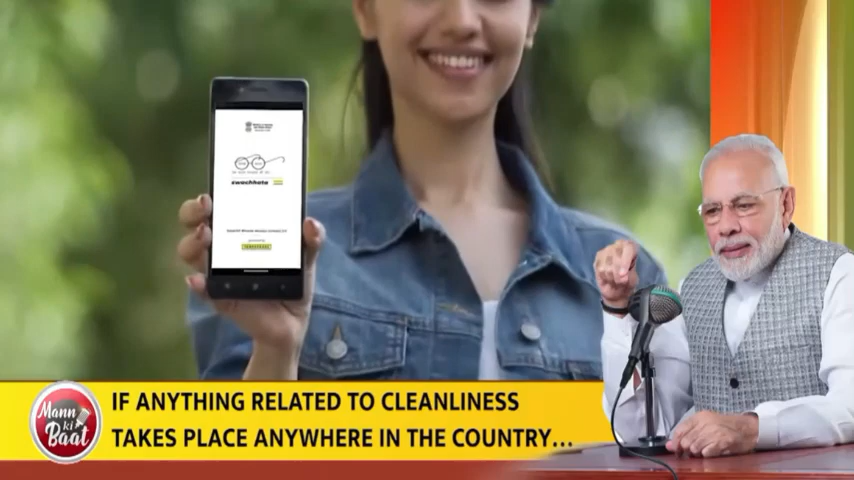 swachhata
Mann
ki
Baat
IF ANYTHING RELATED TO CLEANLINESS
TAKES PLACE ANYWHERE IN THE COUNTRY...